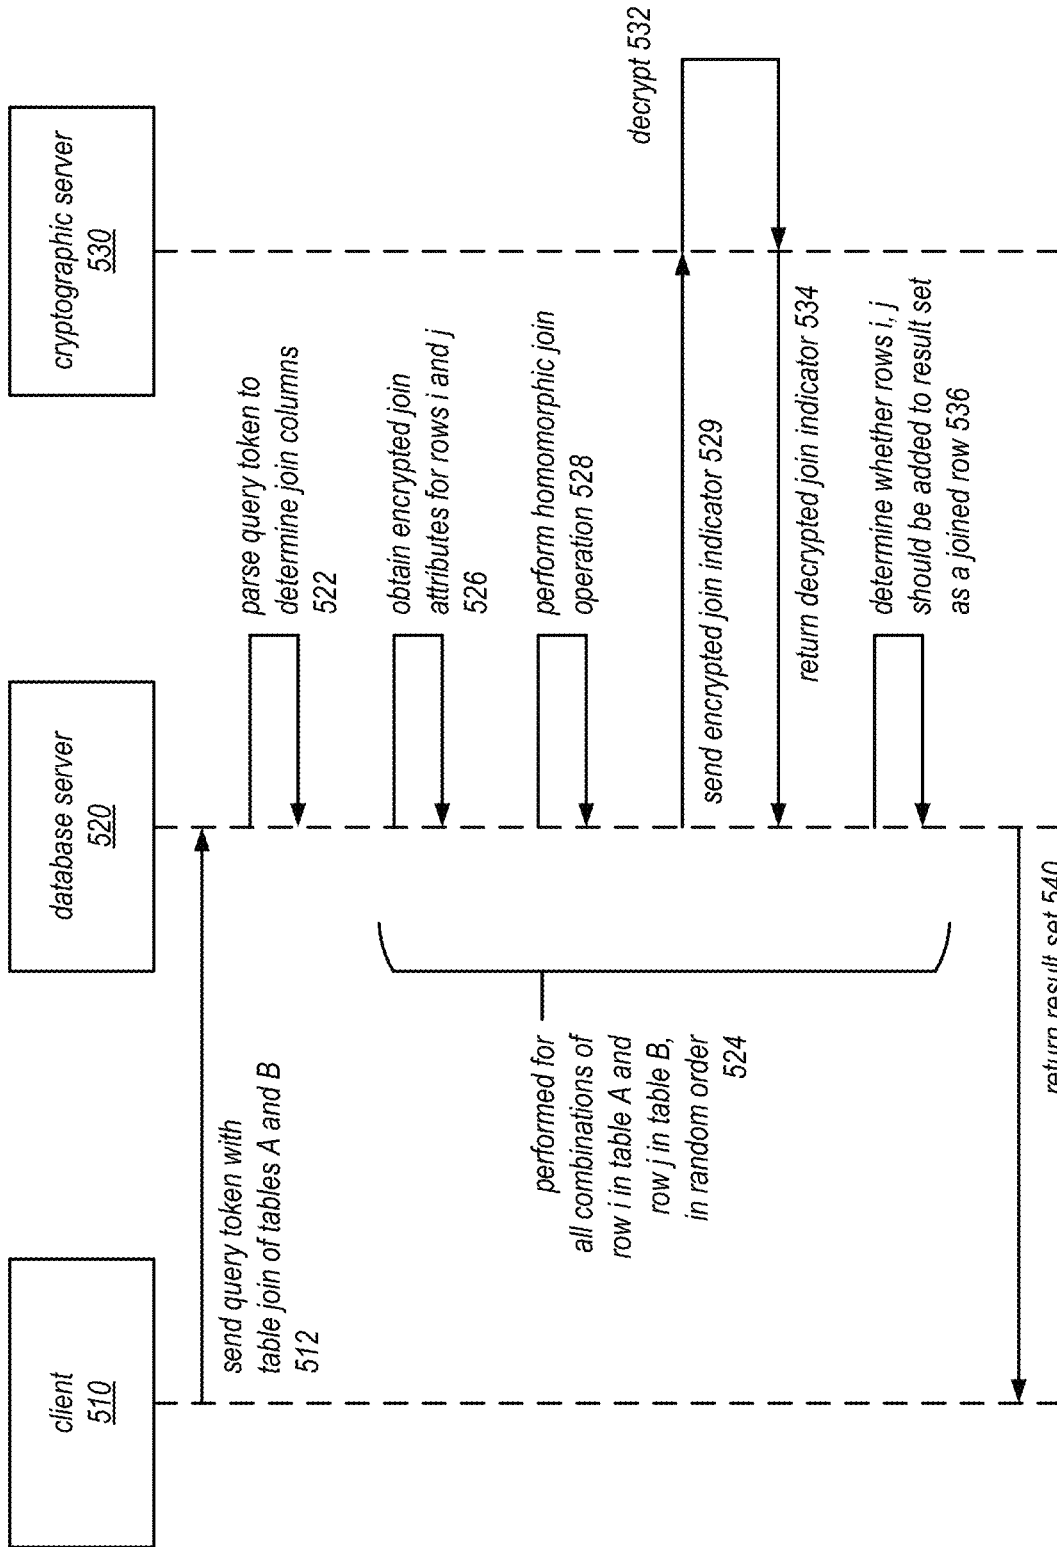 client
510
database server
520
cryptographic server
530
send query token with
table join of tables A and B
512
parse query token to
determine join columns
522
performed for
all combinations of
row i in table A and
row j in table B,
in random order
524
obtain encrypted join
attributes for rows i and j
526
perform homomorphic join
operation 528
send encrypted join indicator 529
decrypt 532
return decrypted join indicator 534
determine whether rows i, j
should be added to result set
as a joined row 536
return result set 540